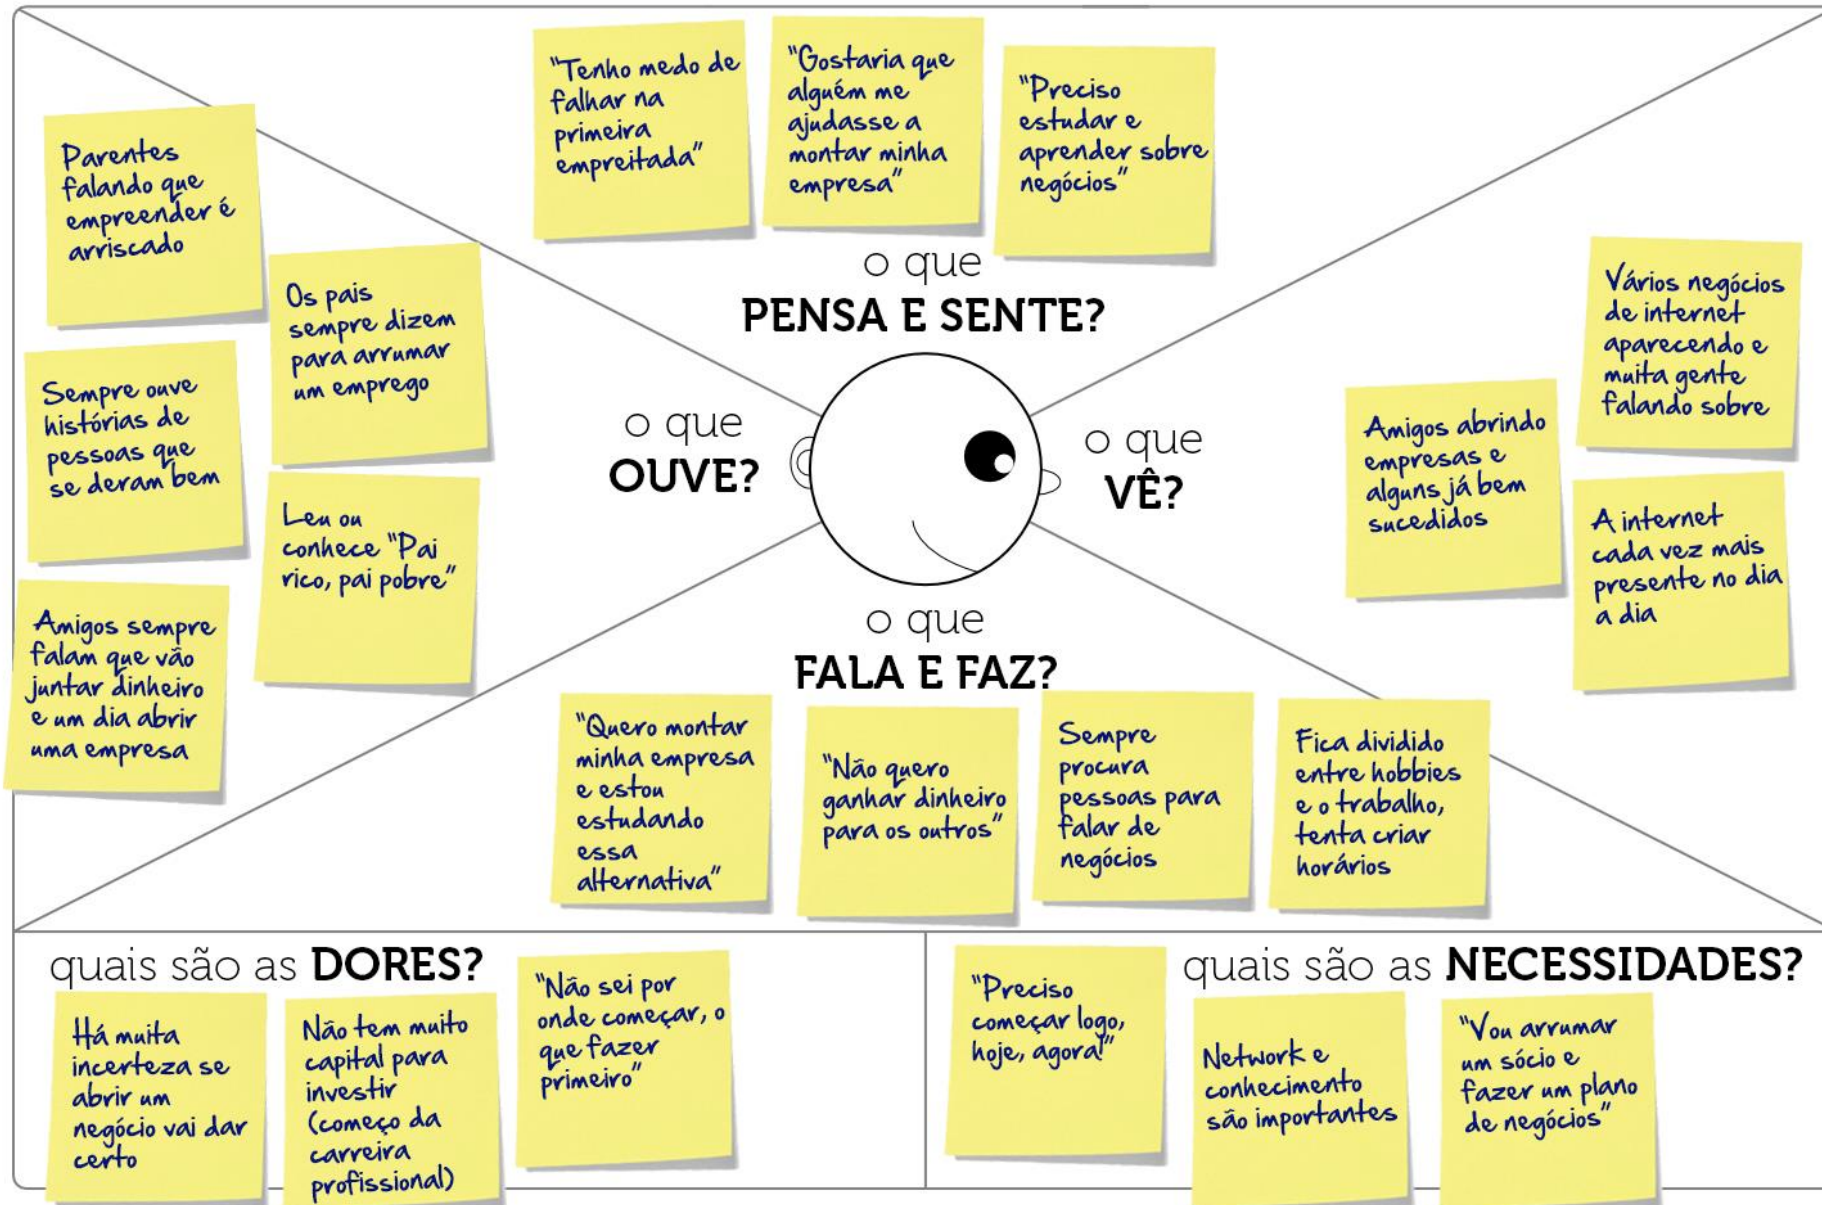 "Tenho medo de
falhar na
primeira
empreitada"
"Gostaria que
alguém me
ajudasse a
montar minha
empresa"
"Preciso
estudar e
aprender sobre
negócios"
o que
PENSA E SENTE?
Parentes
falando que
empreender é
arriscado
Os pais
sempre dizem
para arrumar
um emprego
Sempre ouve
histórias de
pessoas que
se deram bem
Leu ou
conhece "Pai
rico, pai pobre"
Amigos sempre
falam que vão
juntar dinheiro
e um dia abrir
uma empresa
o que
OUVE?
o que
VÊ?
Vários negócios
de internet
aparecendo e
muita gente
falando sobre
Amigos abrindo
empresas e
alguns já bem
sucedidos
A internet
cada vez mais
presente no dia
a dia
o que
FALA E FAZ?
"Quero montar
minha empresa
e estou
estudando
essa
alternativa"
"Não quero
ganhar dinheiro
para os outros"
Sempre
procura
pessoas para
falar de
negócios
Fica dividido
entre hobbies
e o trabalho,
tenta criar
horários
quais são as DORES?
Há muita
incerteza se
abrir um
negócio vai dar
certo
Não tem muito
capital para
investir
(começo da
carreira
profissional)
"Não sei por
onde começar, o
que fazer
primeiro"
quais são as NECESSIDADES?
"Preciso
começar logo,
hoje, agora!"
Network e
conhecimento
são importantes
"Vou arrumar
um sócio e
fazer um plano
de negócios"